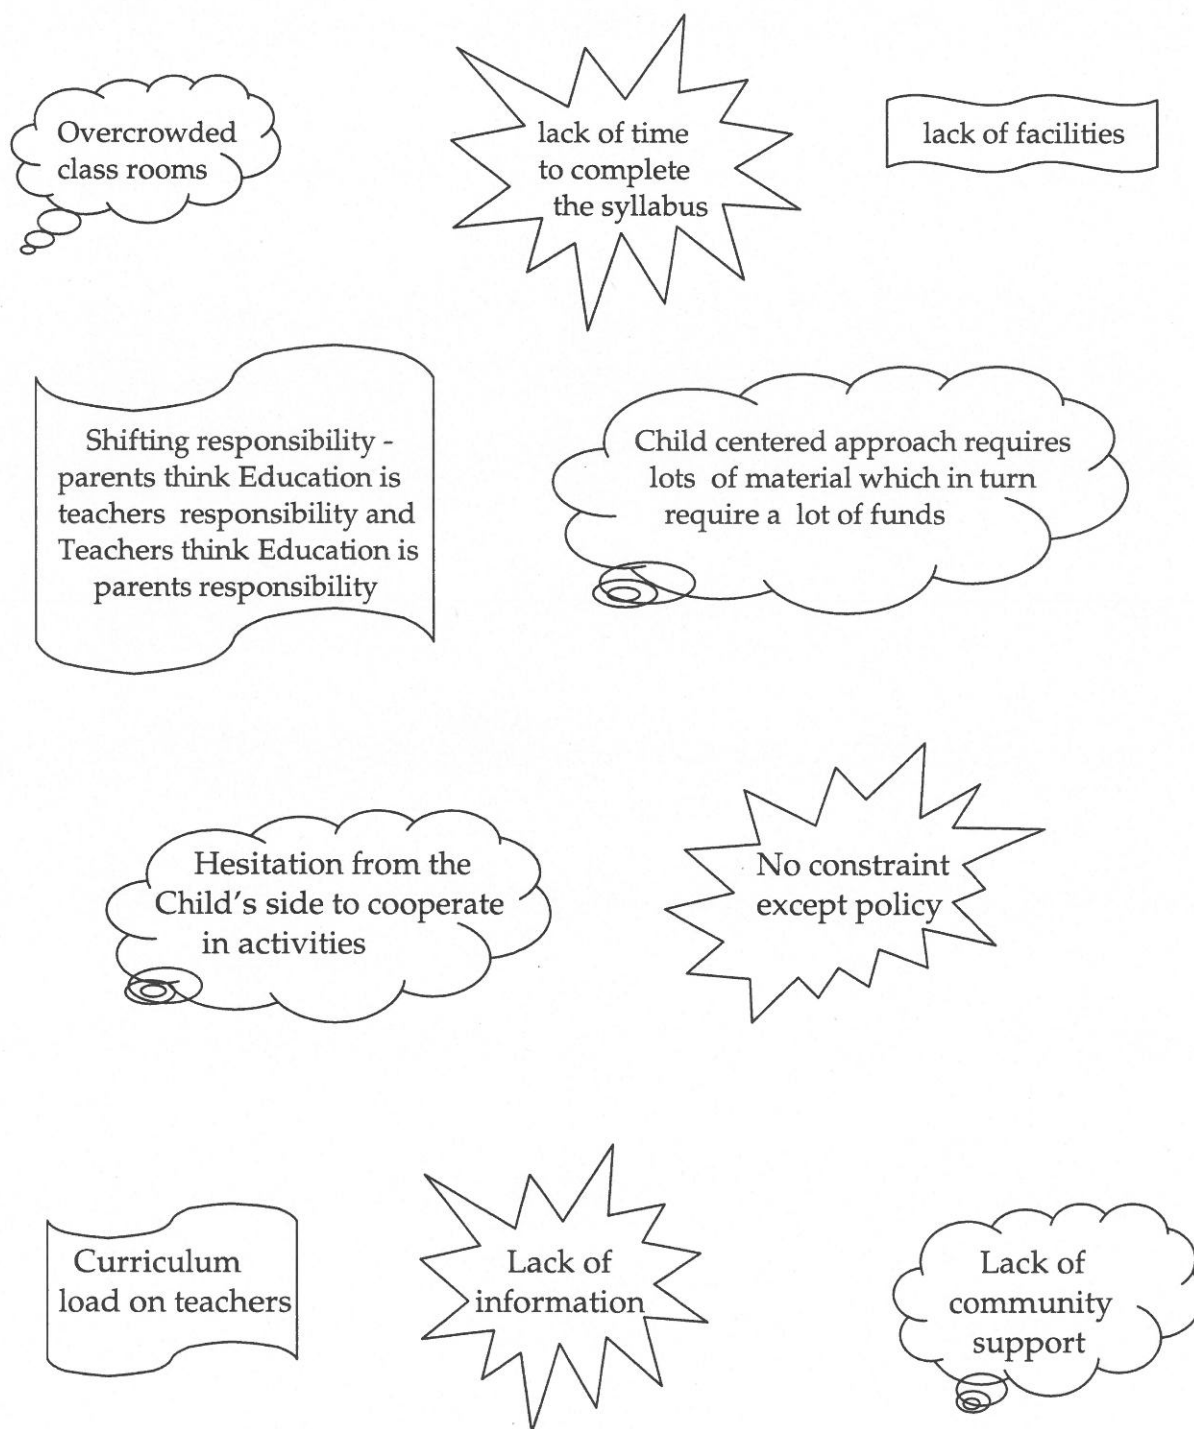 Overcrowded
class rooms
lack of time
to complete
the syllabus
lack of facilities
Shifting responsibility -
parents think Education is
teachers responsibility and
Teachers think Education is
parents responsibility
Child centered approach requires
lots of material which in turn
require a lot of funds
Hesitation from the
Child's side to cooperate
in activities
No constraint
except policy
Curriculum
load on teachers
Lack of
information
Lack of
community
support